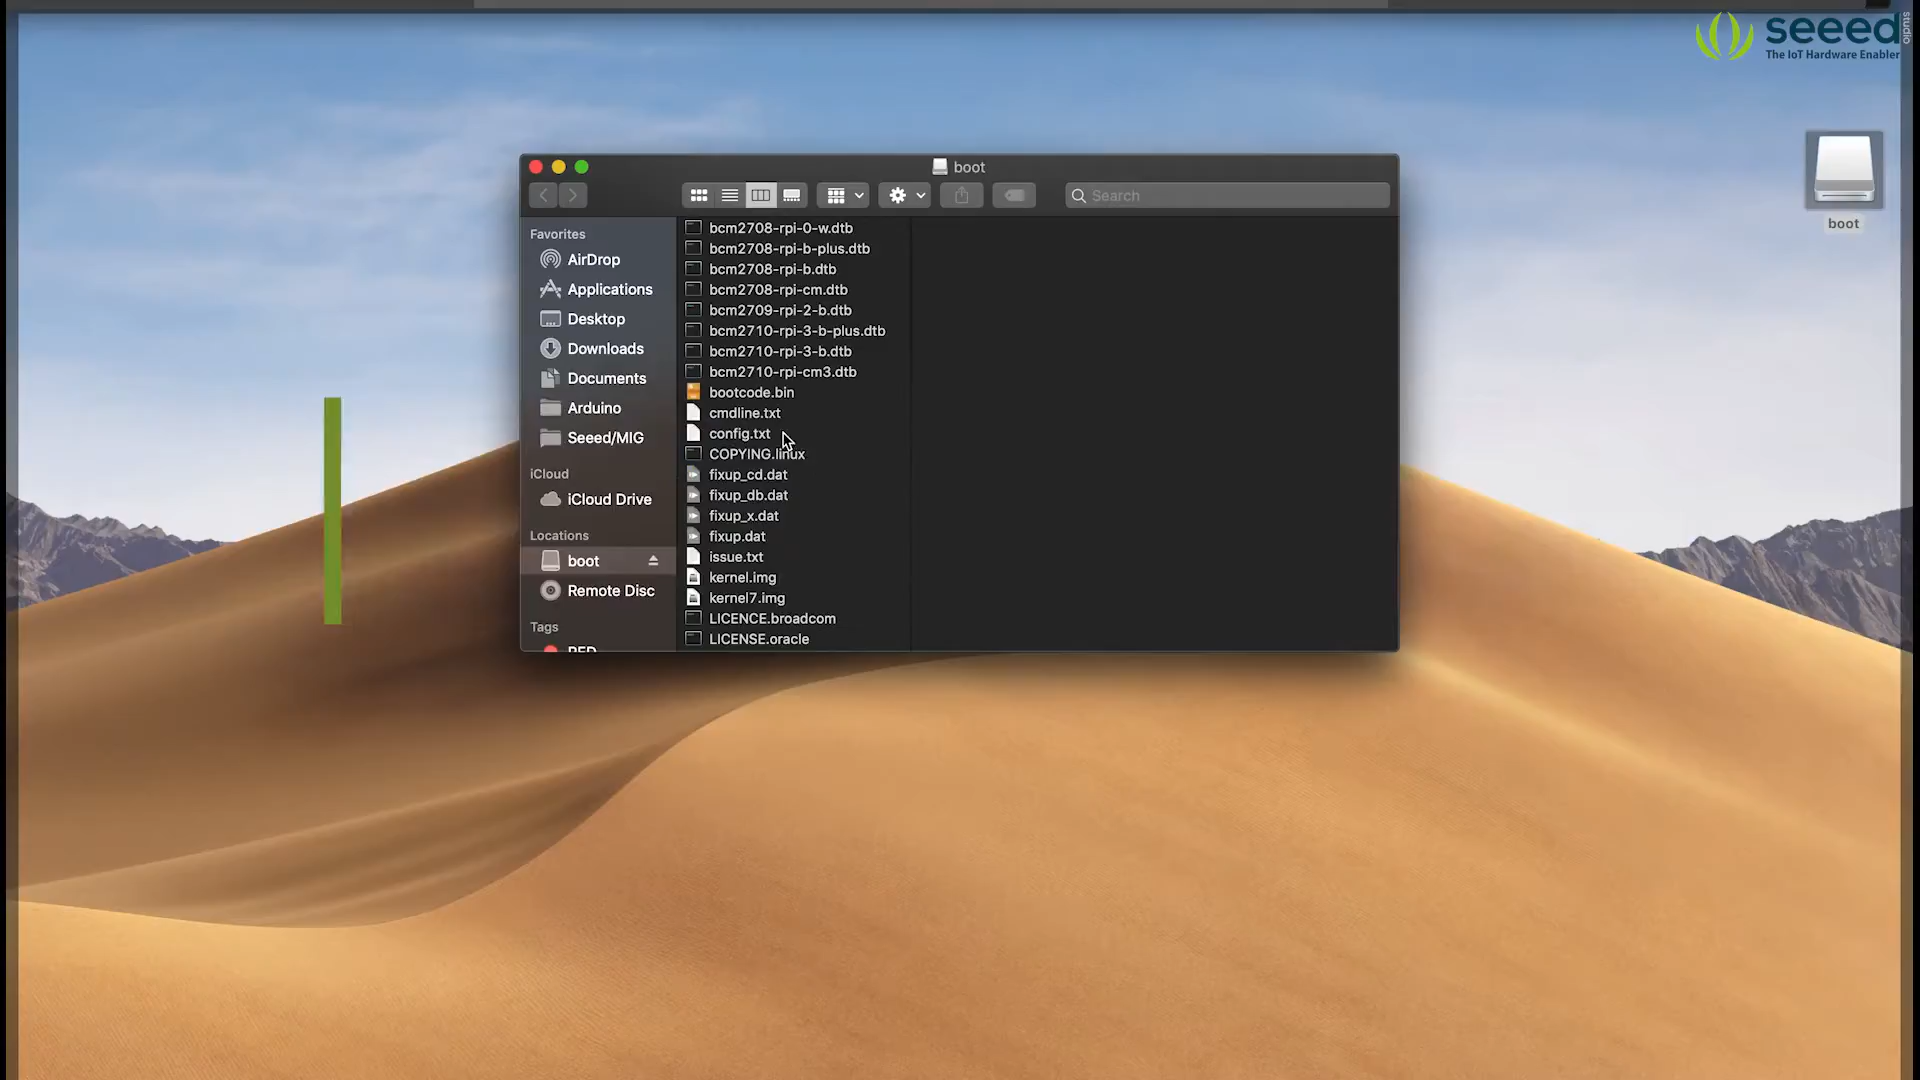 seeed
studio
The IoT Hardware Enabler
boot
boot
Search
Favorites
AirDrop
Applications
Desktop
Downloads
Documents
Arduino
Seeed/MIG
iCloud
iCloud Drive
Locations
boot
Remote Disc
Tags
RED
bcm2708-rpi-0-w.dtb
bcm2708-rpi-b-plus.dtb
bcm2708-rpi-b.dtb
bcm2708-rpi-cm.dtb
bcm2709-rpi-2-b.dtb
bcm2710-rpi-3-b-plus.dtb
bcm2710-rpi-3-b.dtb
bcm2710-rpi-cm3.dtb
bootcode.bin
cmdline.txt
config.txt
COPYING.linux
fixup_cd.dat
fixup_db.dat
fixup_x.dat
fixup.dat
issue.txt
kernel.img
kernel7.img
LICENCE.broadcom
LICENSE.oracle